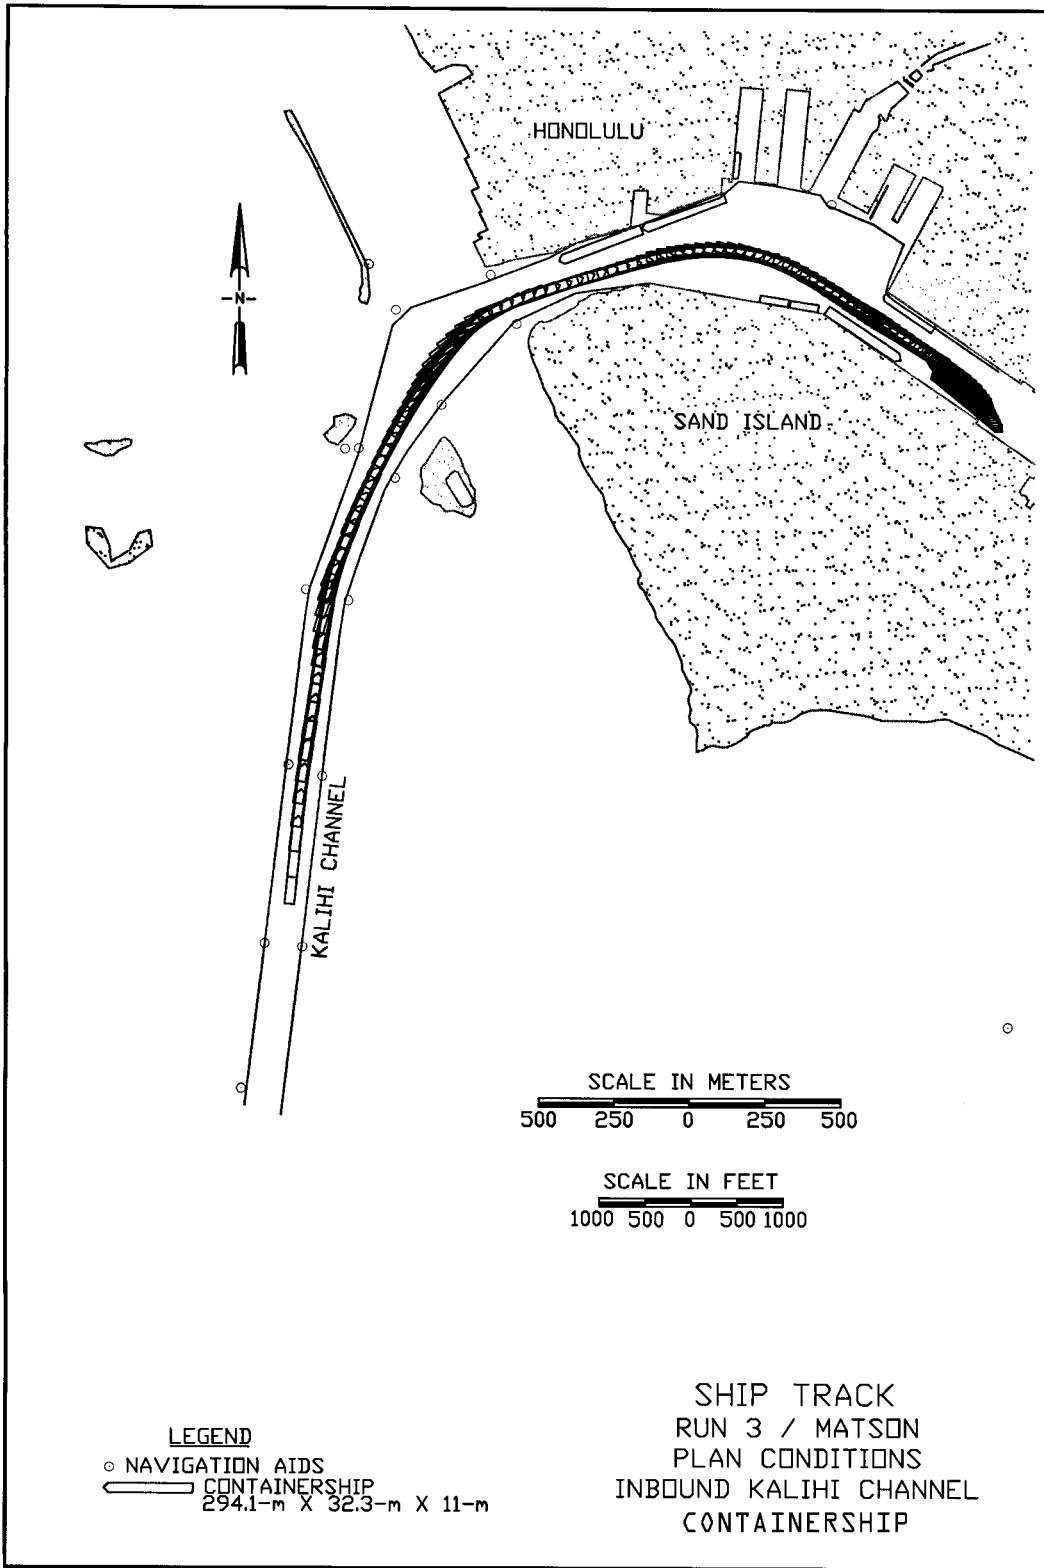 HONOLULU
-N-
SAND ISLAND
KALIHI CHANNEL
SCALE IN METERS
500 250 0 250 500
SCALE IN FEET
1000 500 0 500 1000
SHIP TRACK
RUN 3 / MATSON
PLAN CONDITIONS
INBOUND KALIHI CHANNEL
CONTAINERSHIP
LEGEND
NAVIGATION AIDS
CONTAINERSHIP
294.1-m X 32.3-m X 11-m